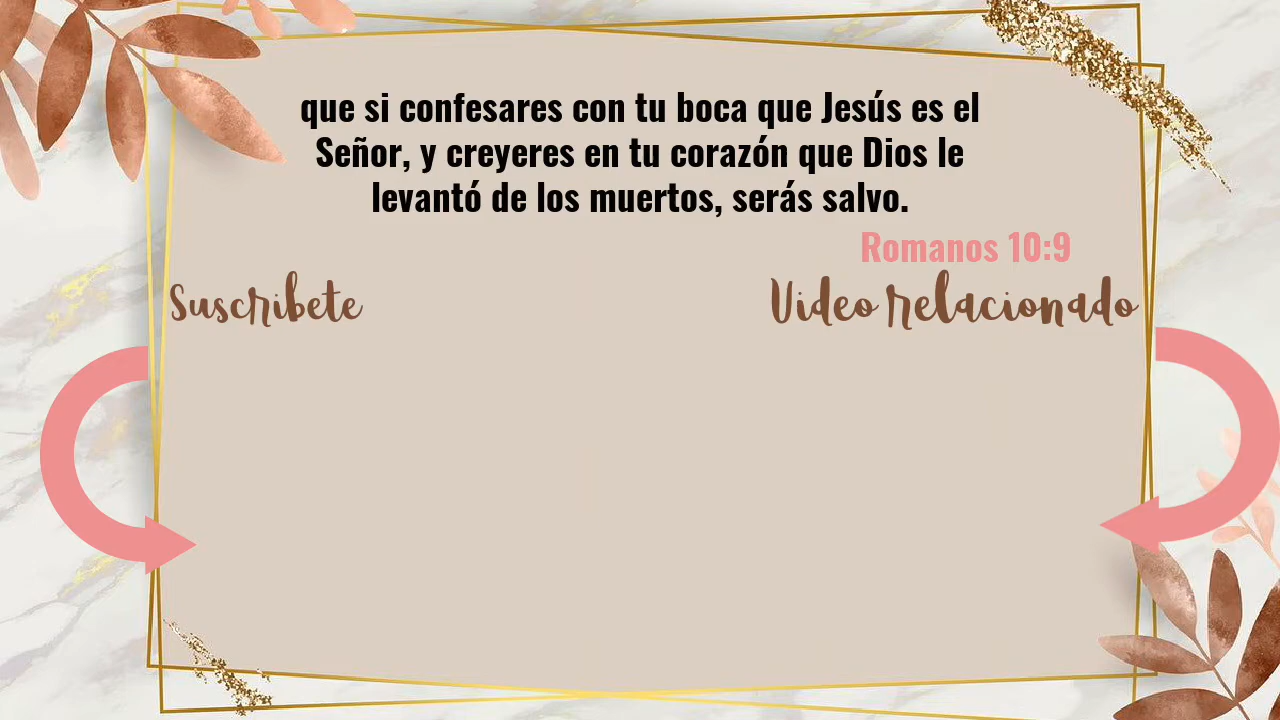 que si confesares con tu boca que Jesús es el
Señor, y creyeres en tu corazón que Dios le
levantó de los muertos, serás salvo.
Romanos 10:9
Suscribete
Video relacionado